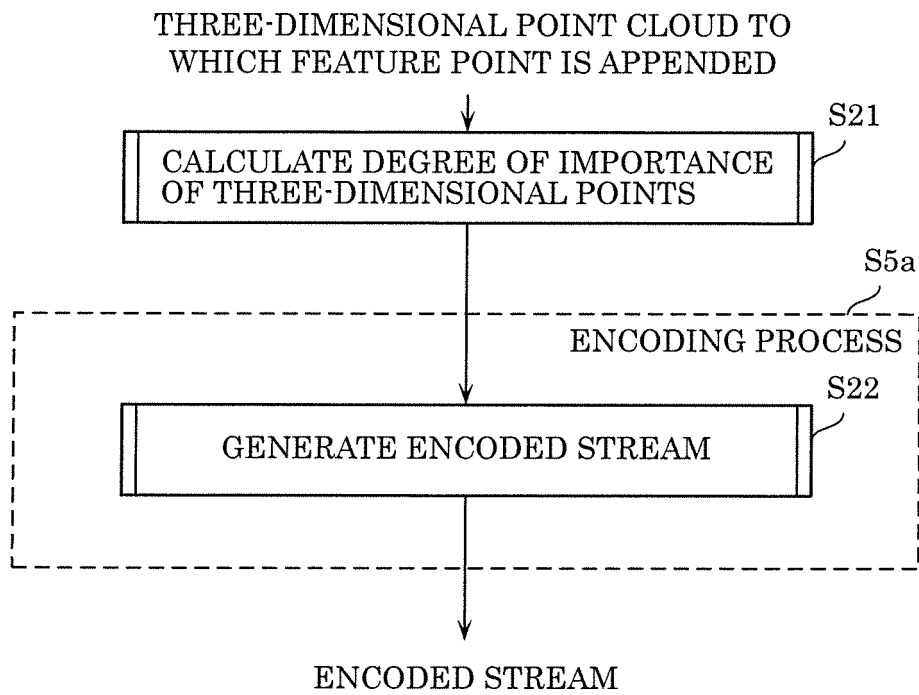 THREE-DIMENSIONAL POINT CLOUD TO
WHICH FEATURE POINT IS APPENDED
S21
CALCULATE DEGREE OF IMPORTANCE
OF THREE-DIMENSIONAL POINTS
S5a
ENCODING PROCESS
S22
GENERATE ENCODED STREAM
ENCODED STREAM